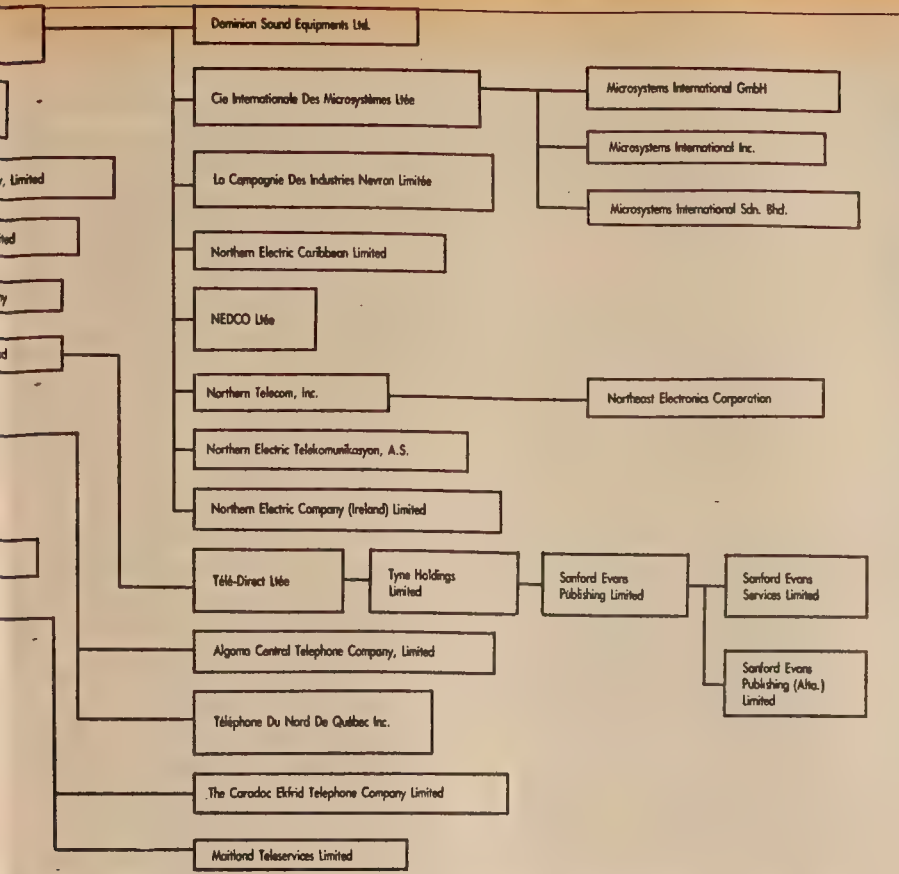 Dominion Sound Equipments Ltd.
Cie Internationale Des Microsystèmes Ltée
Microsystems International GmbH
Microsystems International Inc.
Microsystems International Sdn. Bhd.
La Compagnie Des Industries Nevron Limitée
, Limited
Northern Electric Caribbean Limited
NEDCO Ltée
Northern Telecom, Inc.
Northeast Electronics Corporation
Northern Electric Telekomunikasyon, A.S.
Northern Electric Company (Ireland) Limited
Télé-Direct Ltée
Tyne Holdings
Limited
Sanford Evans
Publishing Limited
Sanford Evans
Services Limited
Sanford Evans
Publishing (Alta.)
Limited
Algoma Central Telephone Company, Limited
Téléphone Du Nord De Québec Inc.
The Caradoc Ekfrid Telephone Company Limited
Maitland Teleservices Limited